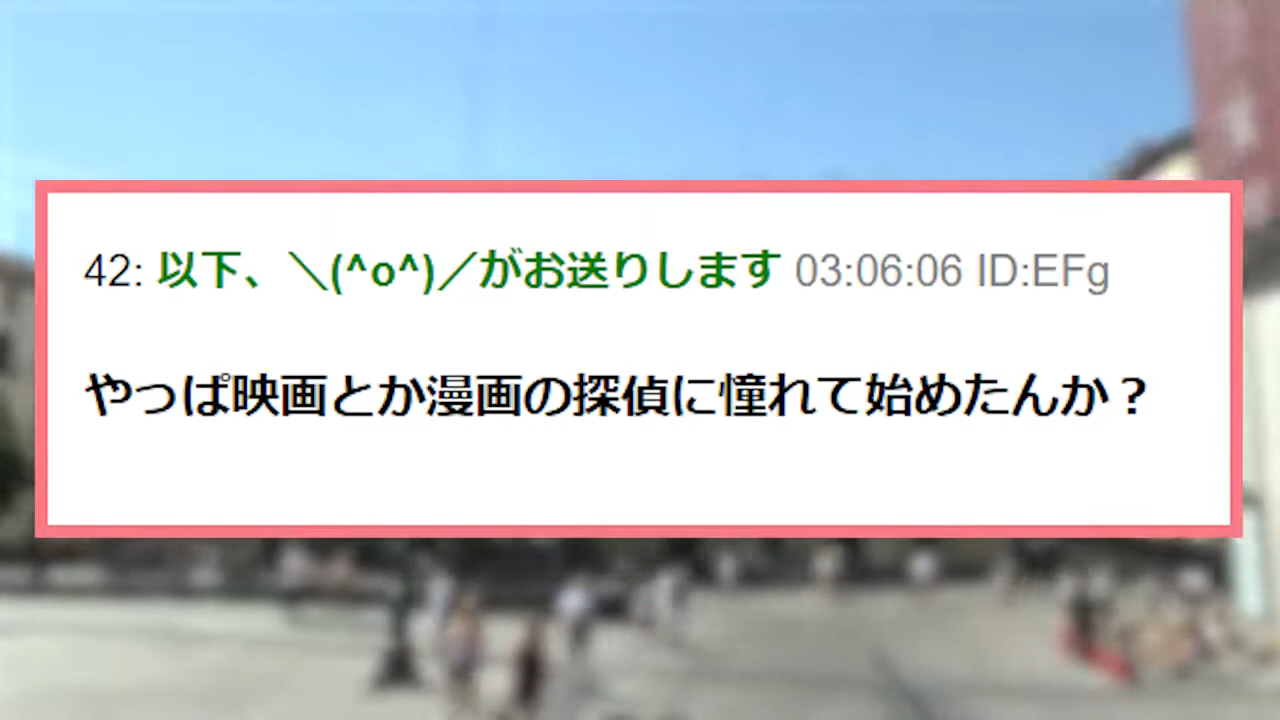 42: 以下、＼(^o^)／がお送りします 03:06:06 ID:EFg
やっぱ映画とか漫画の探偵に憧れて始めたんか？